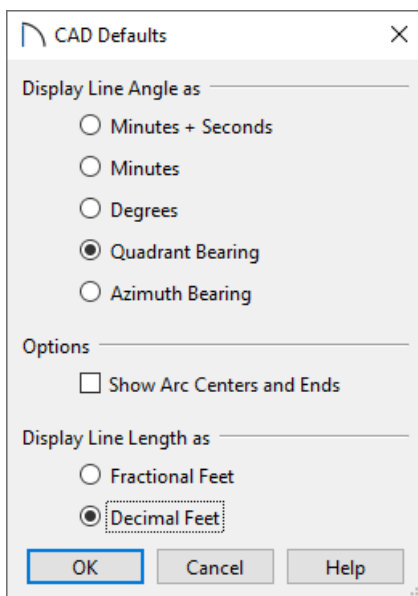 CAD Defaults
Display Line Angle as
Minutes + Seconds
Minutes
Degrees
Quadrant Bearing
Azimuth Bearing
Options
Show Arc Centers and Ends
Display Line Length as
Fractional Feet
Decimal Feet
OK Cancel Help